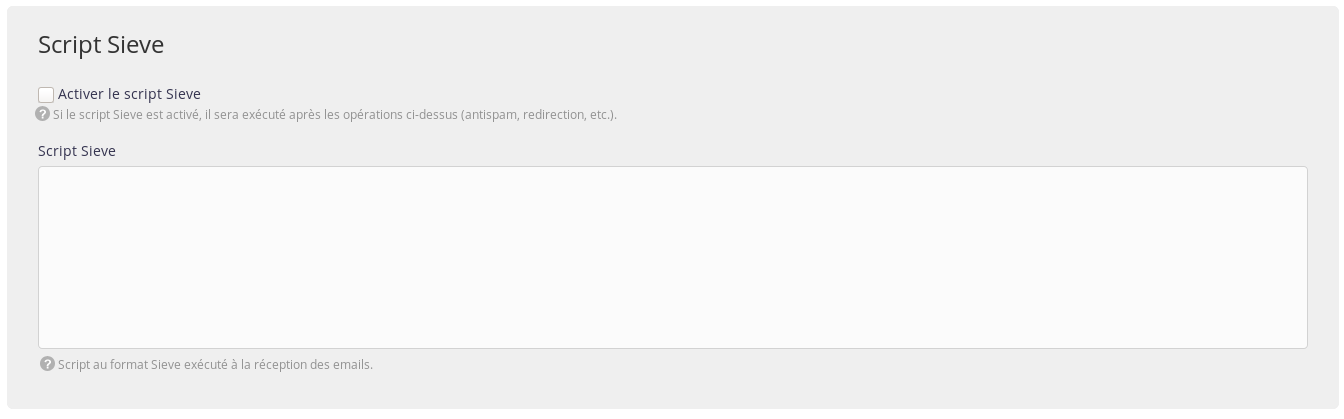 Script Sieve
Activer le script Sieve
? Si le script Sieve est activé, il sera exécuté après les opérations ci-dessus (antispam, redirection, etc.).
Script Sieve
? Script au format Sieve exécuté à la réception des emails.